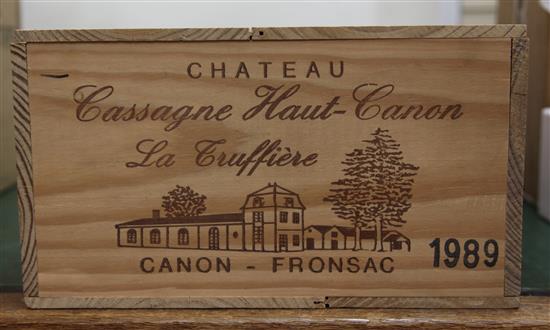 CHATEAU
Cassagne Haut-Canon
La Truffière
CANON - FRONSAC
1989